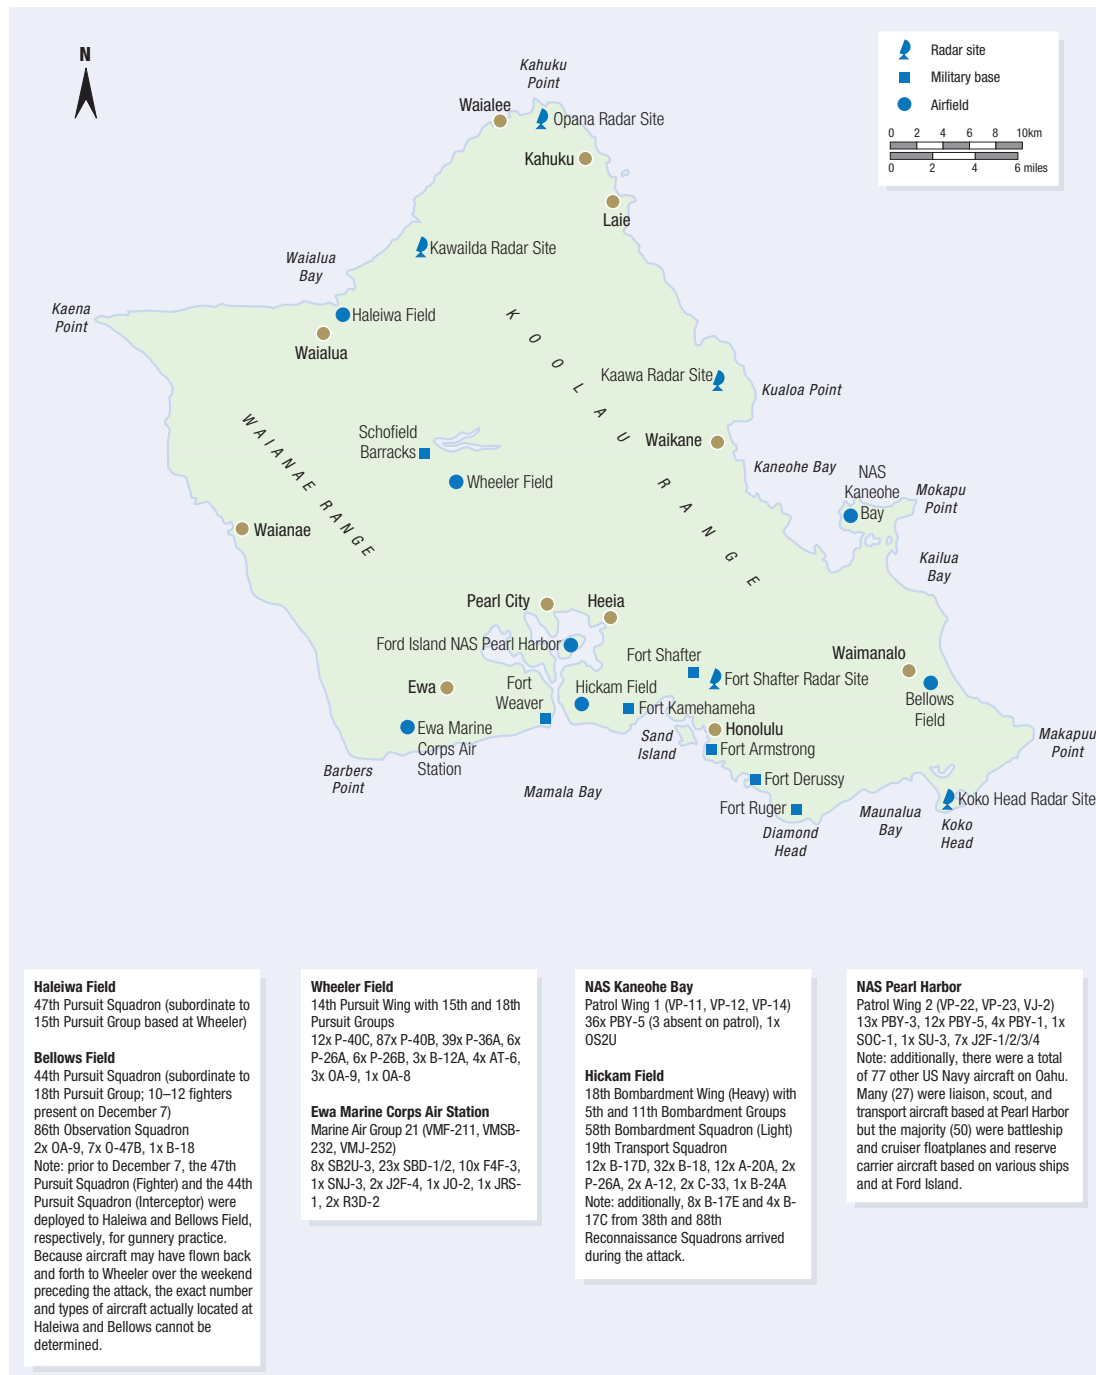 N
Kahuku
Point
Radar site
Military base
Airfield
0 2 4 6 8 10km
0 2 4 6 miles
Waialee
Opana Radar Site
Kahuku
Laie
Kawailda Radar Site
Waialua
Bay
Kaena
Point
Haleiwa Field
Waialua
KOOLAU RANGE
Kaawa Radar Site
Kualoa Point
WAIANAE RANGE
Schofield
Barracks
Waikane
Kaneohe Bay
NAS
Kaneohe
Bay
Mokapu
Point
Wheeler Field
Waianae
Kailua
Bay
Pearl City
Heeia
Ford Island NAS Pearl Harbor
Fort Shafter
Waimanalo
Fort Shafter Radar Site
Ewa
Fort
Weaver
Hickam Field
Fort Kamehameha
Bellows
Field
Ewa Marine
Corps Air
Station
Sand
Island
Honolulu
Fort Armstrong
Makapuu
Point
Barbers
Point
Mamala Bay
Fort Derussy
Fort Ruger
Diamond
Head
Maunalua
Bay
Koko Head Radar Site
Koko
Head
Haleiwa Field
47th Pursuit Squadron (subordinate to
15th Pursuit Group based at Wheeler)
Bellows Field
44th Pursuit Squadron (subordinate to
18th Pursuit Group; 10–12 fighters
present on December 7)
86th Observation Squadron
2x OA-9, 7x O-47B, 1x B-18
Note: prior to December 7, the 47th
Pursuit Squadron (Fighter) and the 44th
Pursuit Squadron (Interceptor) were
deployed to Haleiwa and Bellows Field,
respectively, for gunnery practice.
Because aircraft may have flown back
and forth to Wheeler over the weekend
preceding the attack, the exact number
and types of aircraft actually located at
Haleiwa and Bellows cannot be
determined.
Wheeler Field
14th Pursuit Wing with 15th and 18th
Pursuit Groups
12x P-40C, 87x P-40B, 39x P-36A, 6x
P-26A, 6x P-26B, 3x B-12A, 4x AT-6,
3x OA-9, 1x OA-8
Ewa Marine Corps Air Station
Marine Air Group 21 (VMF-211, VMSB-
232, VMJ-252)
8x SB2U-3, 23x SBD-1/2, 10x F4F-3,
1x SNJ-3, 2x J2F-4, 1x JO-2, 1x JRS-
1, 2x R3D-2
NAS Kaneohe Bay
Patrol Wing 1 (VP-11, VP-12, VP-14)
36x PBY-5 (3 absent on patrol), 1x
OS2U
Hickam Field
18th Bombardment Wing (Heavy) with
5th and 11th Bombardment Groups
58th Bombardment Squadron (Light)
19th Transport Squadron
12x B-17D, 32x B-18, 12x A-20A, 2x
P-26A, 2x A-12, 2x C-33, 1x B-24A
Note: additionally, 8x B-17E and 4x B-
17C from 38th and 88th
Reconnaissance Squadrons arrived
during the attack.
NAS Pearl Harbor
Patrol Wing 2 (VP-22, VP-23, VJ-2)
13x PBY-3, 12x PBY-5, 4x PBY-1, 1x
SOC-1, 1x SU-3, 7x J2F-1/2/3/4
Note: additionally, there were a total
of 77 other US Navy aircraft on Oahu.
Many (27) were liaison, scout, and
transport aircraft based at Pearl Harbor
but the majority (50) were battleship
and cruiser floatplanes and reserve
carrier aircraft based on various ships
and at Ford Island.